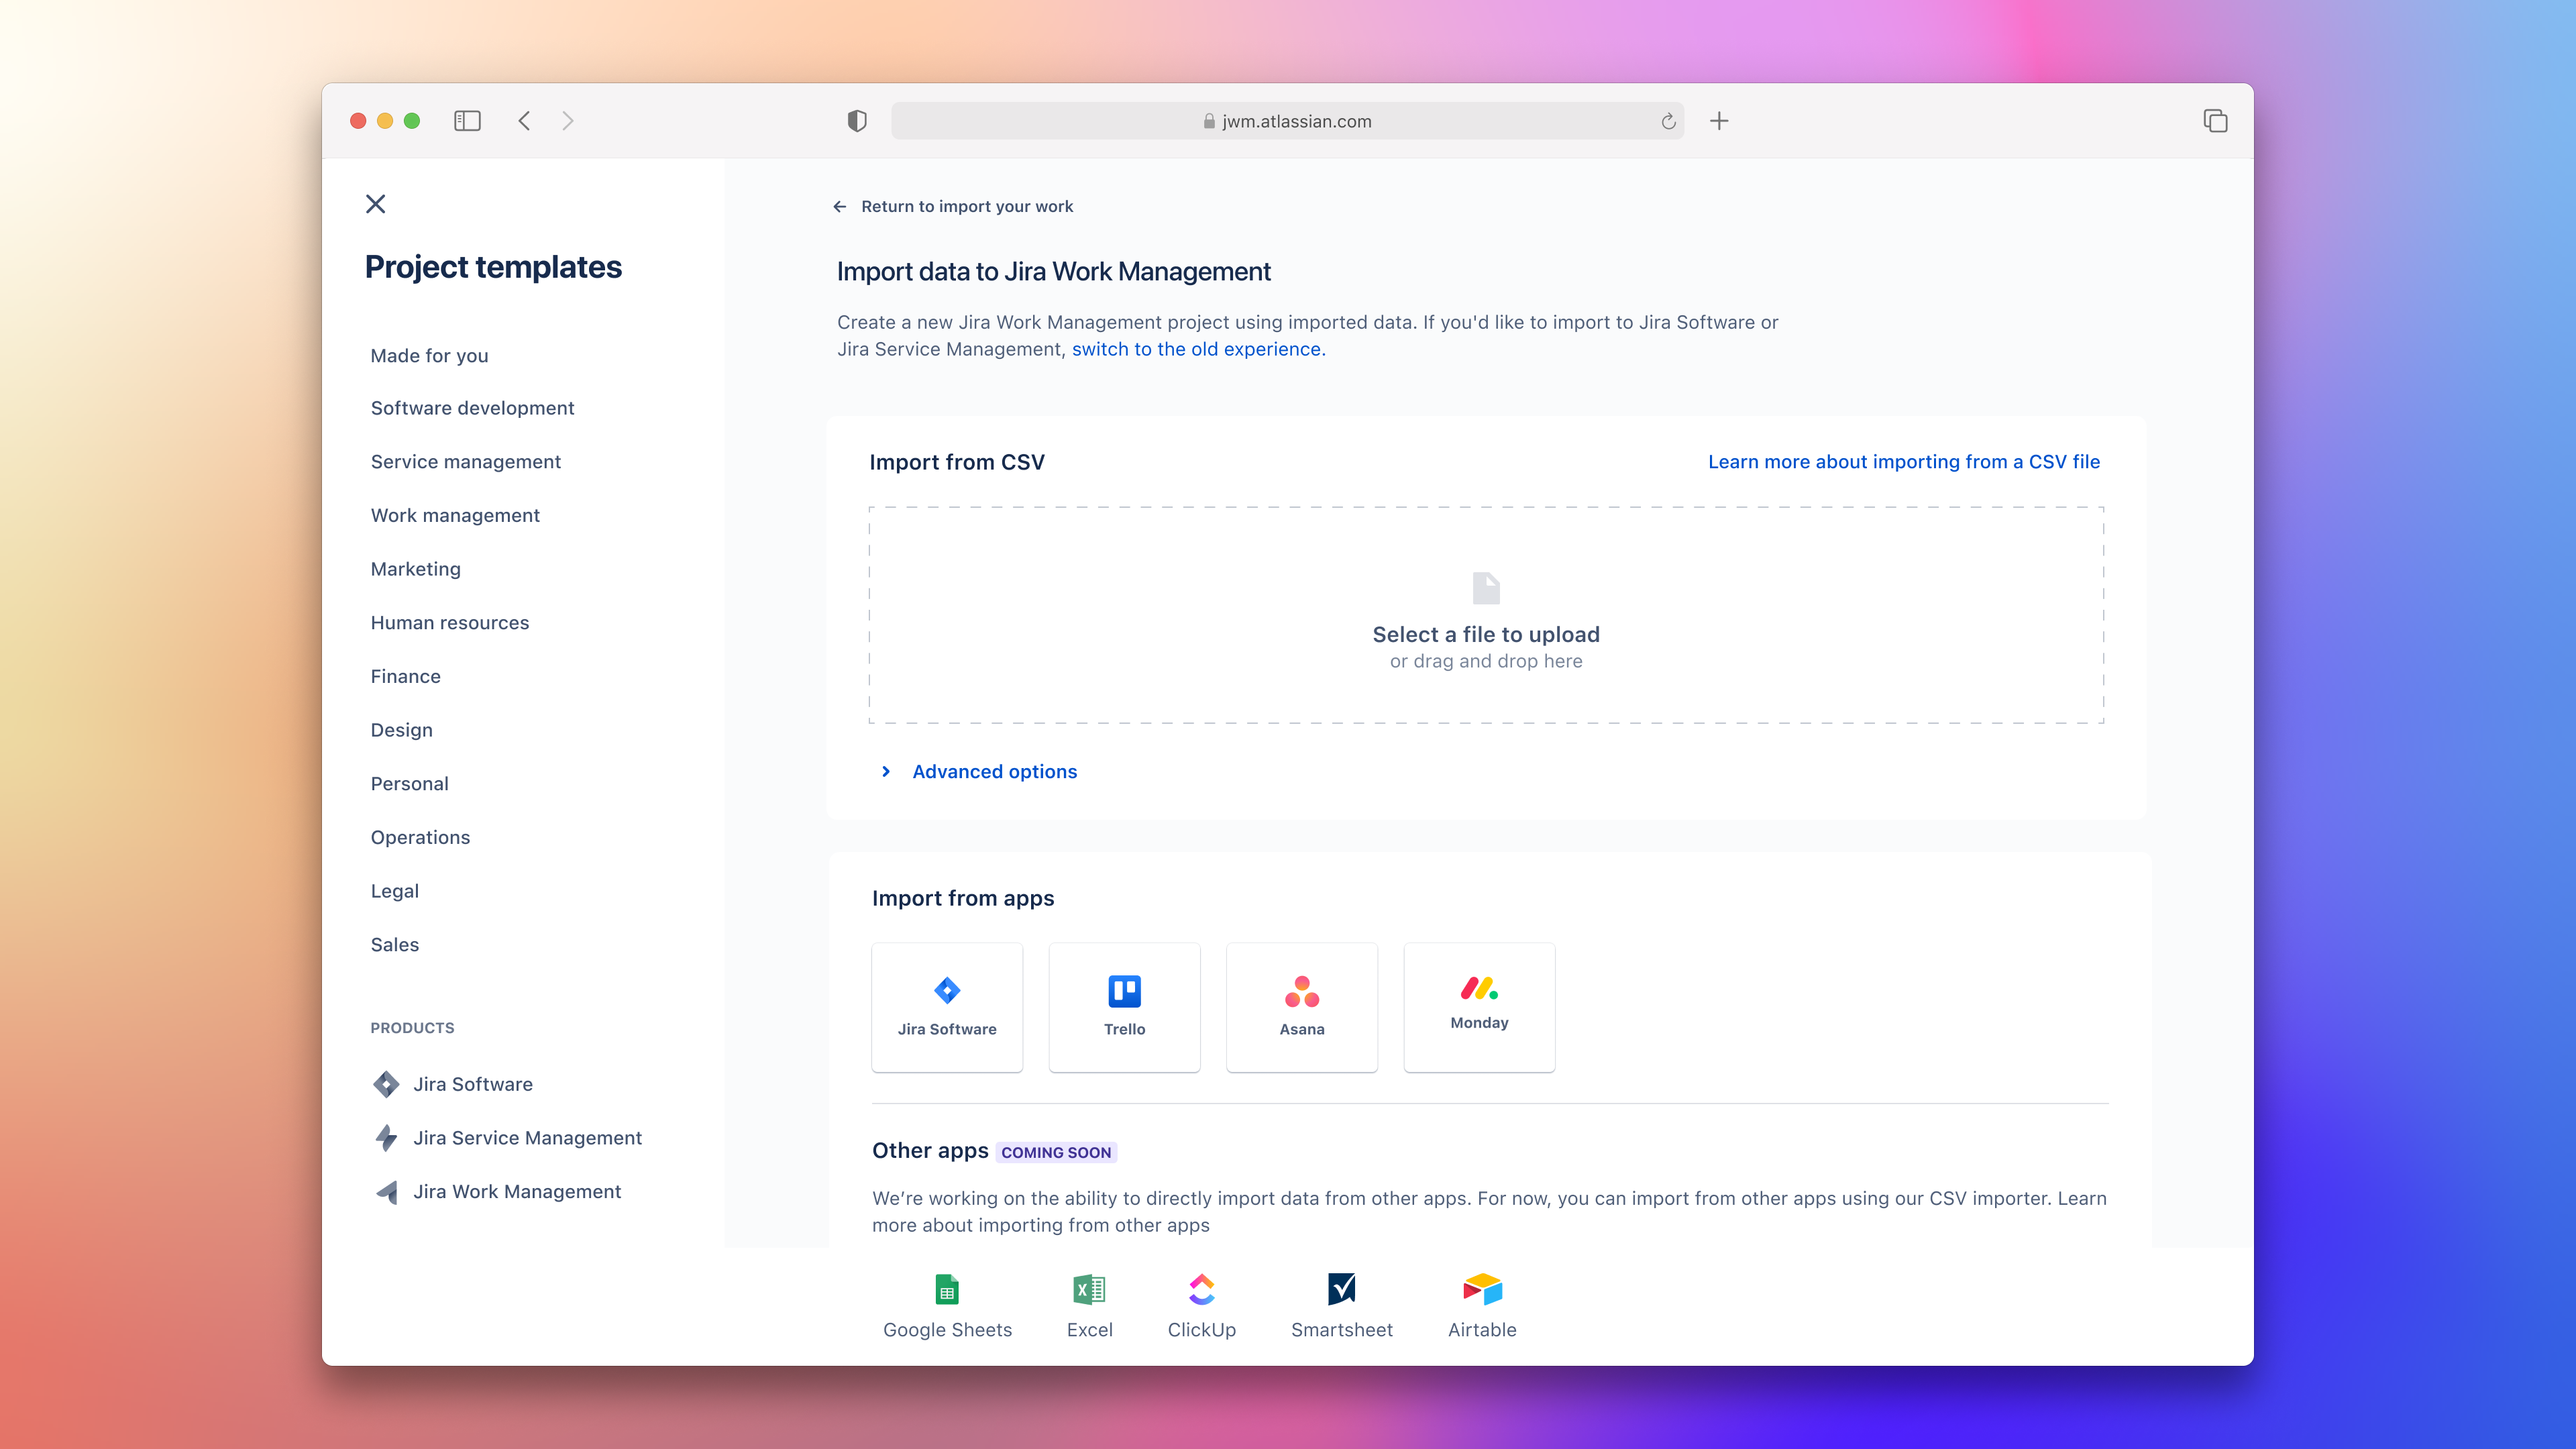 jwm.atlassian.com
Project templates
Made for you
Software development
Service management
Work management
Marketing
Human resources
Finance
Design
Personal
Operations
Legal
Sales
PRODUCTS
Jira Software
Jira Service Management
Jira Work Management
Return to import your work
Import data to Jira Work Management
Create a new Jira Work Management project using imported data. If you'd like to import to Jira Software or
Jira Service Management, switch to the old experience.
Import from CSV
Learn more about importing from a CSV file
Select a file to upload
or drag and drop here
Advanced options
Import from apps
Jira Software
Trello
Asana
Monday
Other apps COMING SOON
We’re working on the ability to directly import data from other apps. For now, you can import from other apps using our CSV importer. Learn
more about importing from other apps
Google Sheets
Excel
ClickUp
Smartsheet
Airtable